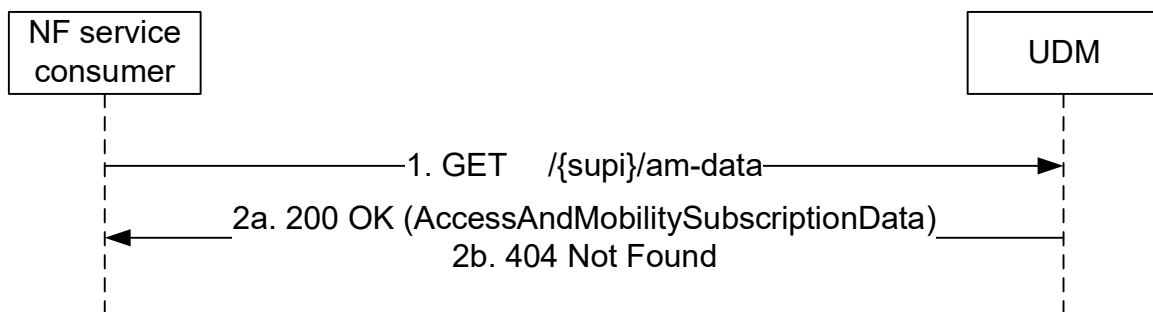 NF service
consumer
UDM
1. GET /{supi}/am-data
2a. 200 OK (AccessAndMobilitySubscriptionData)
2b. 404 Not Found